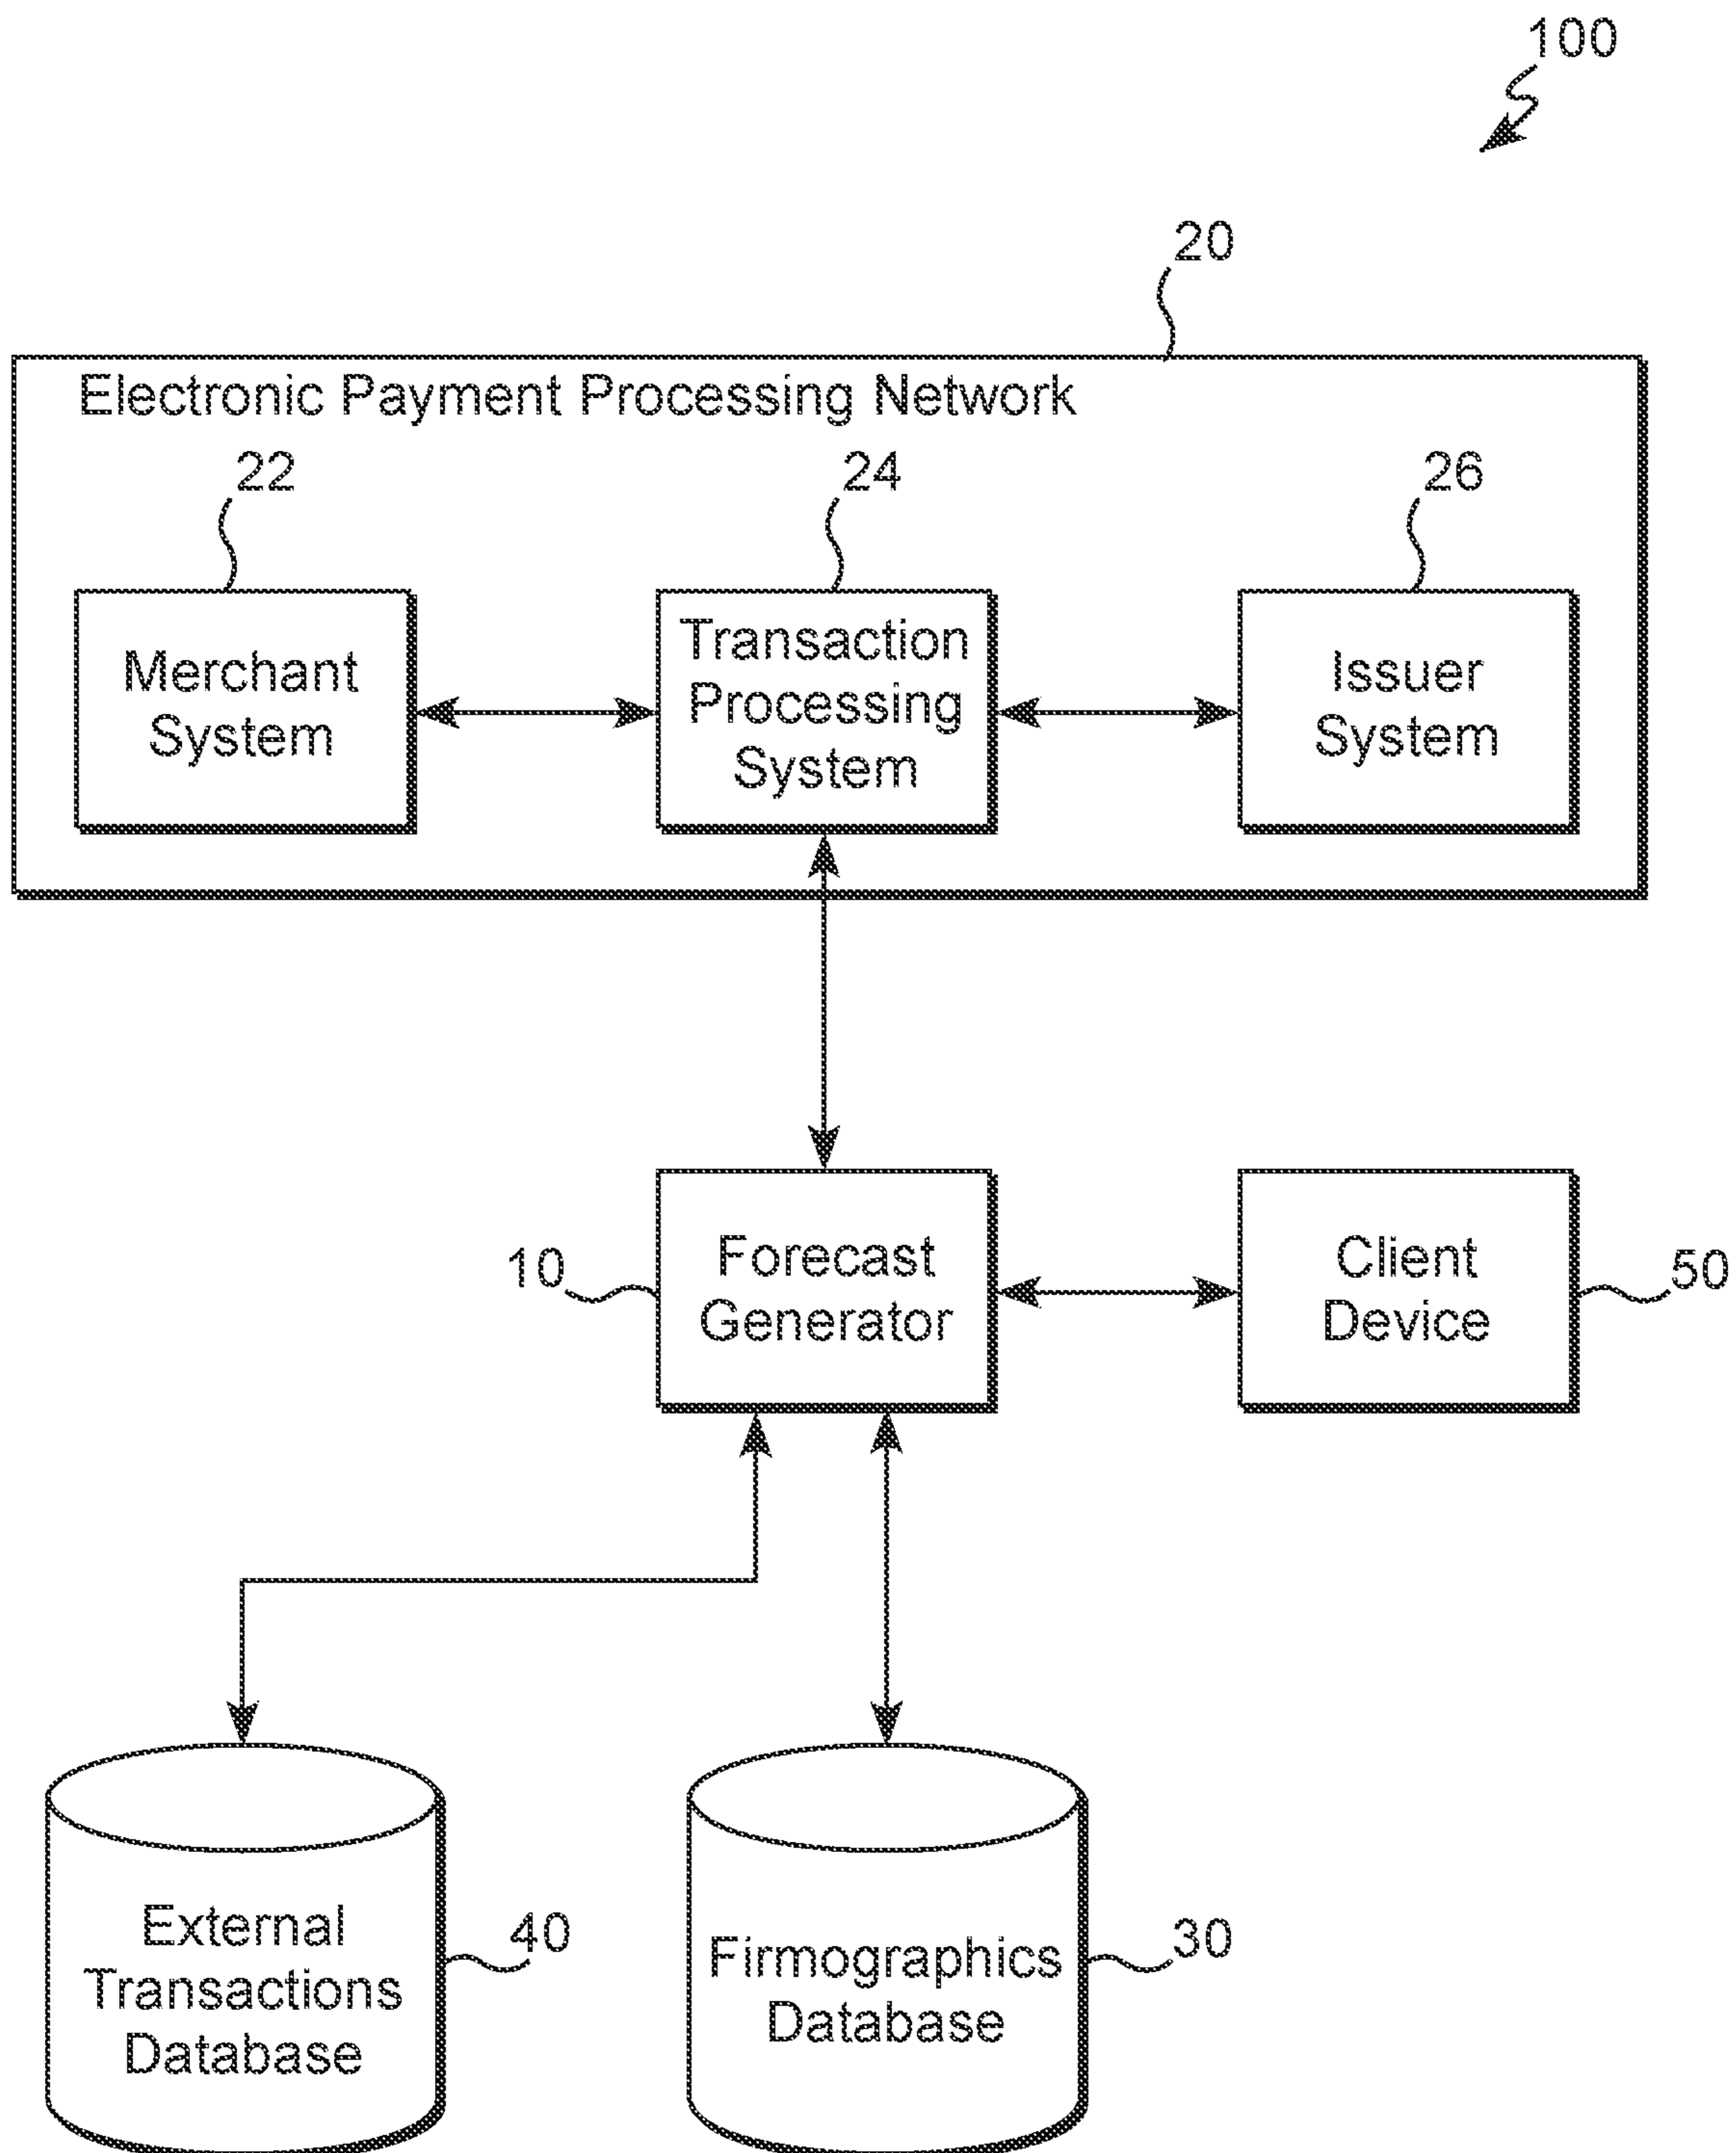 100
20
Electronic Payment Processing Network
22
24
26
Merchant
System
Transaction
Processing
System
Issuer
System
10
Forecast
Generator
Client
Device
50
External
Transactions
Database
40
Firmographics
Database
30